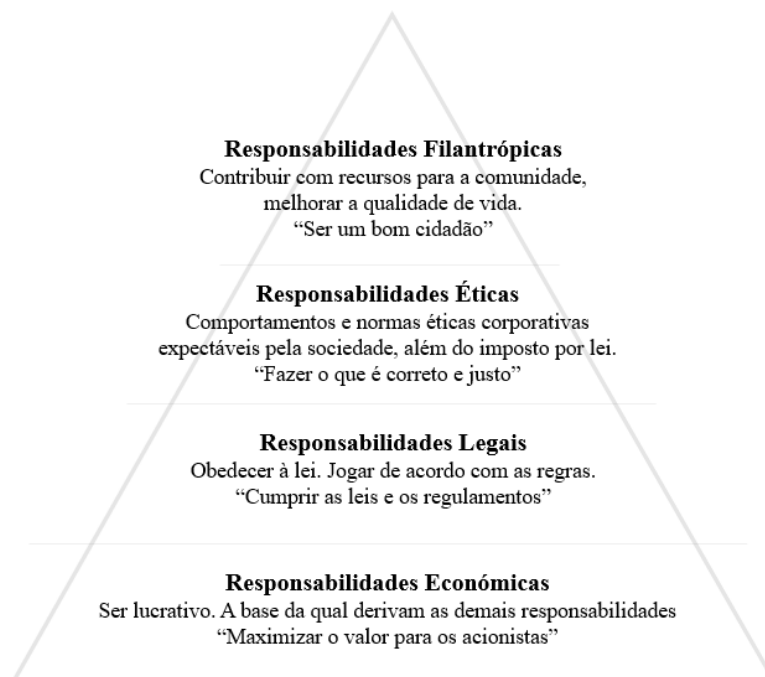 Responsabilidades Filantrópicas
Contribuir com recursos para a comunidade,
melhorar a qualidade de vida.
“Ser um bom cidadão”
Responsabilidades Éticas
Comportamentos e normas éticas corporativas
expectáveis pela sociedade, além do imposto por lei.
“Fazer o que é correto e justo”
Responsabilidades Legais
Obedecer à lei. Jogar de acordo com as regras.
“Cumprir as leis e os regulamentos”
Responsabilidades Económicas
Ser lucrativo. A base da qual derivam as demais responsabilidades
“Maximizar o valor para os acionistas”